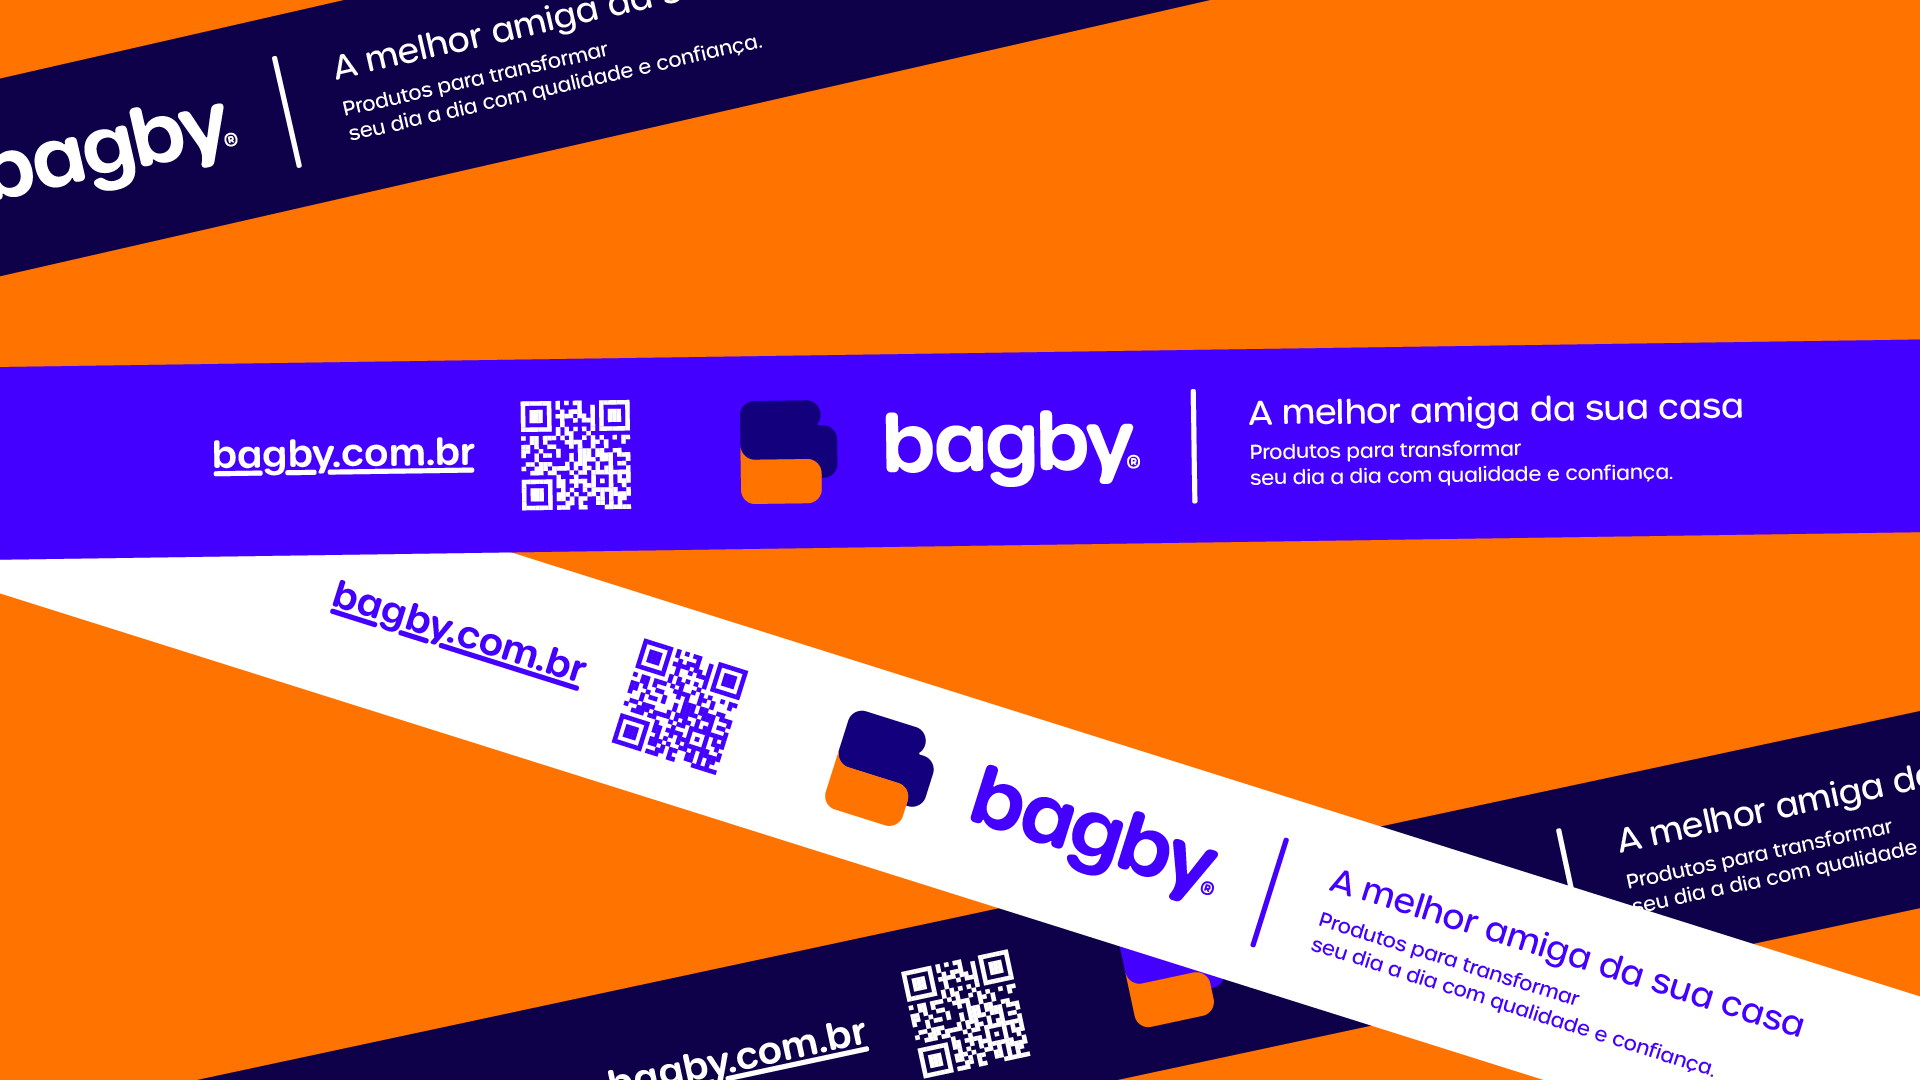 A melhor amiga da
Produtos para transformar
seu dia a dia com qualidade e confiança.
bagby®
bagby.com.br
bagby®
A melhor amiga da sua casa
Produtos para transformar
seu dia a dia com qualidade e confiança.
bagby.com.br
bagby®
A melhor amiga da sua casa
Produtos para transformar
seu dia a dia com qualidade e confiança.
A melhor amiga
Produtos para transformar
seu dia a dia com qualidade
bagby.com.br